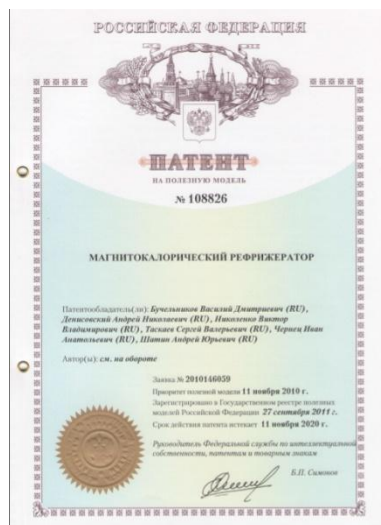 РОССИЙСКАЯ ФЕДЕРАЦИЯ
ПАТЕНТ
НА ПОЛЕЗНУЮ МОДЕЛЬ
№ 108826
МАГНИТОКАЛОРИЧЕСКИЙ РЕФРИЖЕРАТОР
Патентообладатель(ли): Бучельников Василий Дмитриевич (RU),
Денисовский Андрей Николаевич (RU), Николенко Виктор
Владимирович (RU), Таскаев Сергей Валерьевич (RU), Чернец Иван
Анатольевич (RU), Шатин Андрей Юрьевич (RU)
Автор(ы): см. на обороте
Заявка № 2010146059
Приоритет полезной модели 11 ноября 2010 г.
Зарегистрировано в Государственном реестре полезных
моделей Российской Федерации 27 сентября 2011 г.
Срок действия патента истекает 11 ноября 2020 г.
Руководитель Федеральной службы по интеллектуальной
собственности, патентам и товарным знакам
Б.П. Симонов